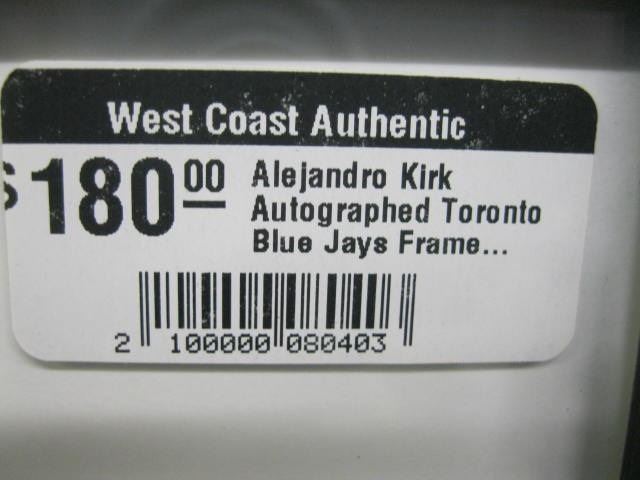 West Coast Authentic
$180.00
Alejandro Kirk
Autographed Toronto
Blue Jays Frame...
2 100000 080403